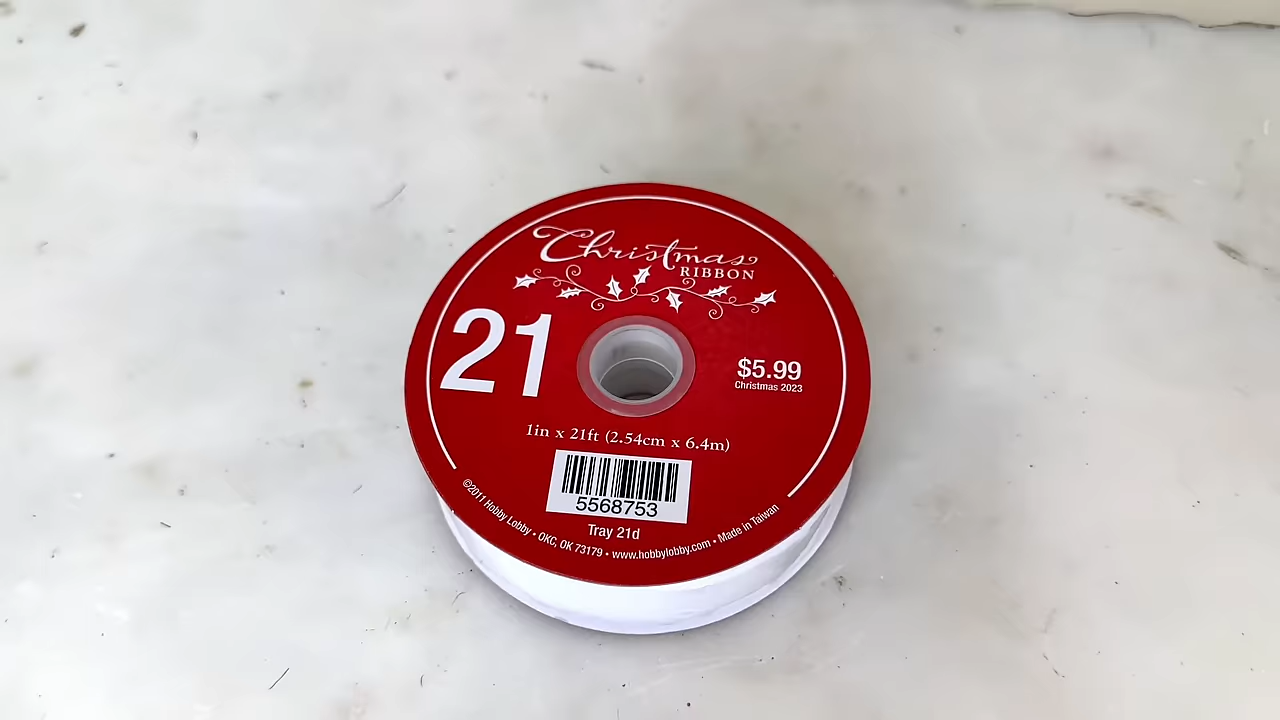 Christmas
RIBBON
21
$5.99
Christmas 2023
1in x 21ft (2.54cm x 6.4m)
5568753
Tray 21d
©2011 Hobby Lobby • OKC, OK 73179 • www.hobbylobby.com • Made in Taiwan